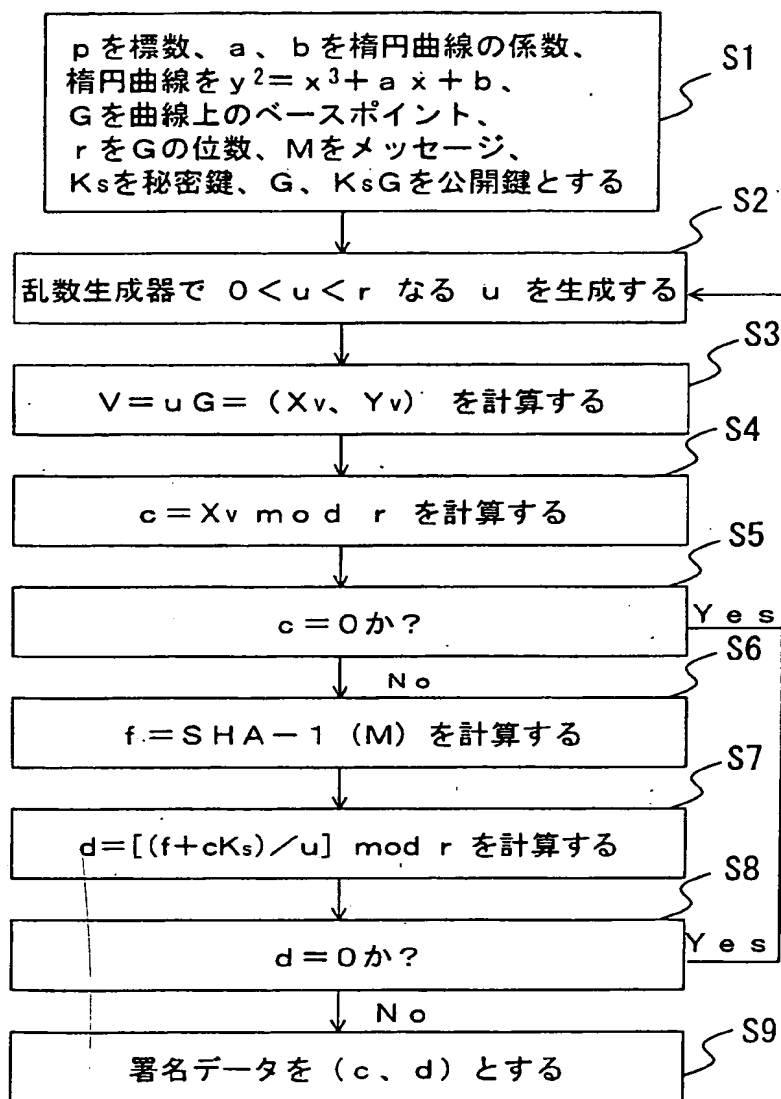 pを標数、a、bを楕円曲線の係数、
楕円曲線をy²=x³+ax+b、
Gを曲線上のベースポイント、
rをGの位数、Mをメッセージ、
Ksを秘密鍵、G、KsGを公開鍵とする
S1
S2
乱数生成器で 0<u<r なる u を生成する
S3
V=uG=(Xv、Yv) を計算する
S4
c=Xv mod r を計算する
S5
c=0か?
Yes
No
S6
f=SHA-1(M)を計算する
S7
d=[(f+cKs)/u] mod r を計算する
S8
d=0か?
Yes
No
S9
署名データを(c、d)とする